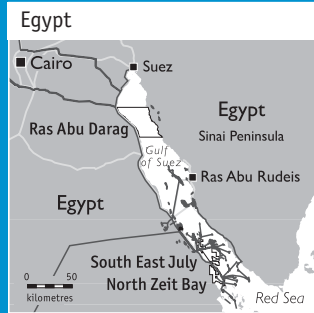 Egypt
Cairo
Suez
Egypt
Ras Abu Darag
Sinai Peninsula
Gulf
of Suez
Ras Abu Rudeis
Egypt
South East July
0 50
North Zeit Bay
kilometres
Red Sea